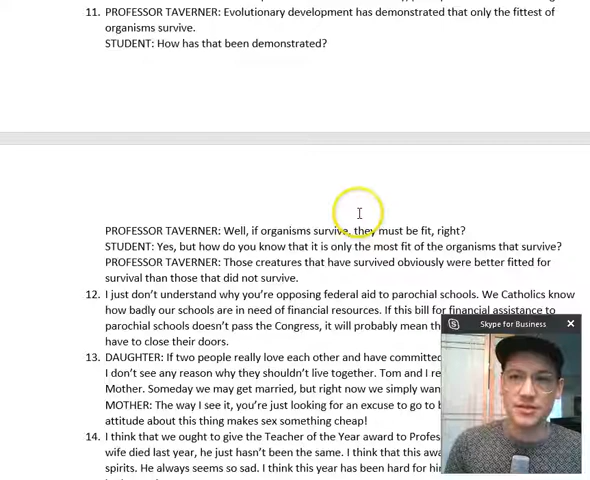 11. PROFESSOR TAVERNER: Evolutionary development has demonstrated that only the fittest of
organisms survive.
STUDENT: How has that been demonstrated?
PROFESSOR TAVERNER: Well, if organisms survive, they must be fit, right?
STUDENT: Yes, but how do you know that it is only the most fit of the organisms that survive?
PROFESSOR TAVERNER: Those creatures that have survived obviously were better fitted for
survival than those that did not survive.
12. I just don't understand why you're opposing federal aid to parochial schools. We Catholics know
how badly our schools are in need of financial resources. If this bill for financial assistance to
parochial schools doesn't pass the Congress, it will probably mean
have to close their doors.
13. DAUGHTER: If two people really love each other and have committed
I don't see any reason why they shouldn't live together. Tom and I
Mother. Someday we may get married, but right now we simply
MOTHER: The way I see it, you're just looking for an excuse to go to
attitude about this thing makes sex something cheap!
14. I think that we ought to give the Teacher of the Year award to
wife died last year, he just hasn't been the same. I think that this
spirits. He always seems so sad. I think this year has been hard for
Skype for Business